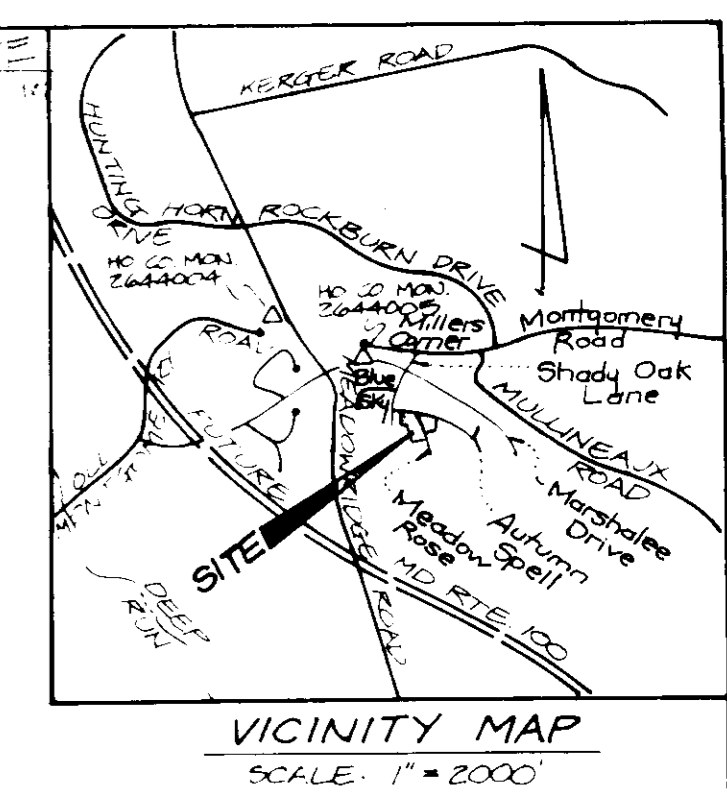 KERGER ROAD
HUNTING
HORN
DRIVE
ROCKBURN DRIVE
HO CO MON.
2644004
HO CO MON.
2644005
Millers
Corner
Montgomery
Road
Shady Oak
Lane
ROAD
Blue
Sky
MULLINEAUX
ROAD
FUTURE
MEADOWRIDGE ROAD
Marshalee
Drive
SITE
Meadow
Rose
Autumn
Spell
MD RTE. 100
DEEP
RUN
VICINITY MAP
SCALE. 1" = 2000'